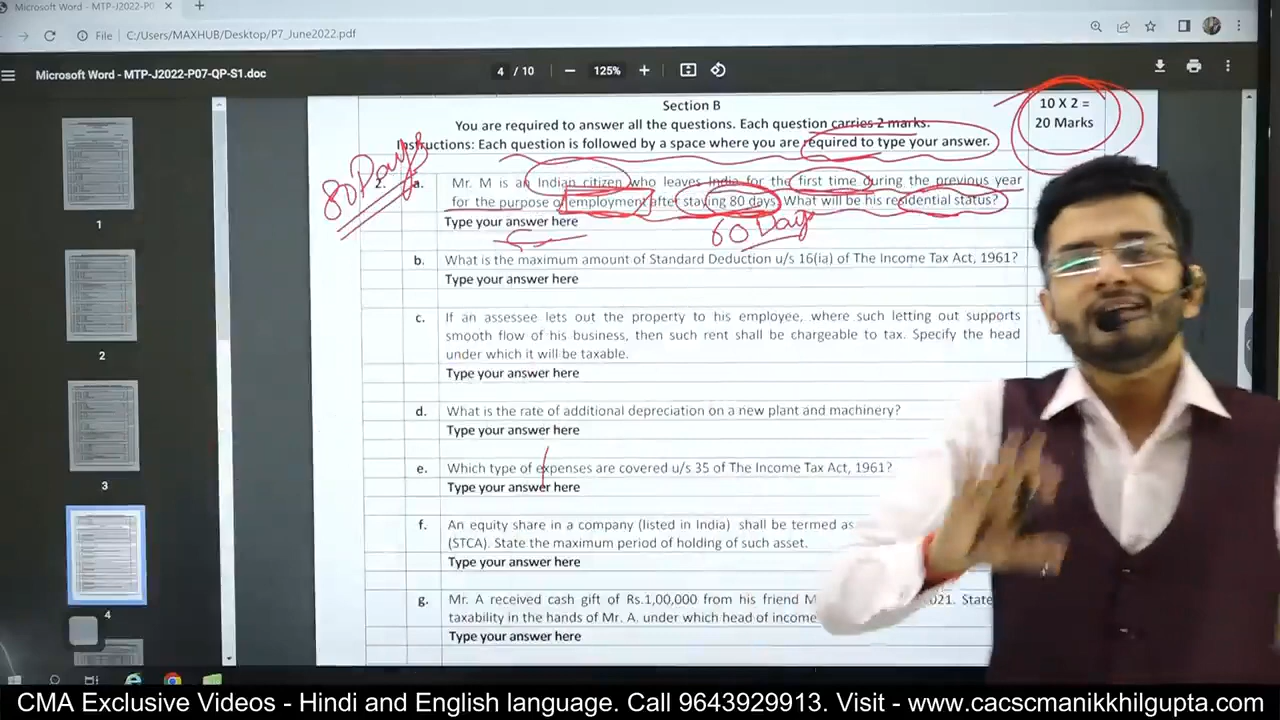 Microsoft Word - MTP-J2022-P0
File
C:/Users/MAXHUB/Desktop/P7_June2022.pdf
Microsoft Word - MTP-J2022-P07-QP-S1.doc
4 / 10
125%
1
2
3
4
Section B
You are required to answer all the questions. Each question carries 2 marks.
Instructions: Each question is followed by a space where you are required to type your answer.
10 X 2 =
20 Marks
80 Days
2. a. Mr. M is an Indian citizen who leaves India for the first time during the previous year
for the purpose of employment after staying 80 days. What will be his residential status?
Type your answer here
60 Days
b. What is the maximum amount of Standard Deduction u/s 16(ia) of The Income Tax Act, 1961?
Type your answer here
c. If an assessee lets out the property to his employee, where such letting out supports
smooth flow of his business, then such rent shall be chargeable to tax. Specify the head
under which it will be taxable.
Type your answer here
d. What is the rate of additional depreciation on a new plant and machinery?
Type your answer here
e. Which type of expenses are covered u/s 35 of The Income Tax Act, 1961?
Type your answer here
f. An equity share in a company (listed in India) shall be termed as
(STCA). State the maximum period of holding of such asset.
Type your answer here
g. Mr. A received cash gift of Rs.1,00,000 from his friend 021. State
taxability in the hands of Mr. A. under which head of income
Type your answer here
CMA Exclusive Videos - Hindi and English language. Call 9643929913. Visit - www.cacscmanikkhilgupta.com